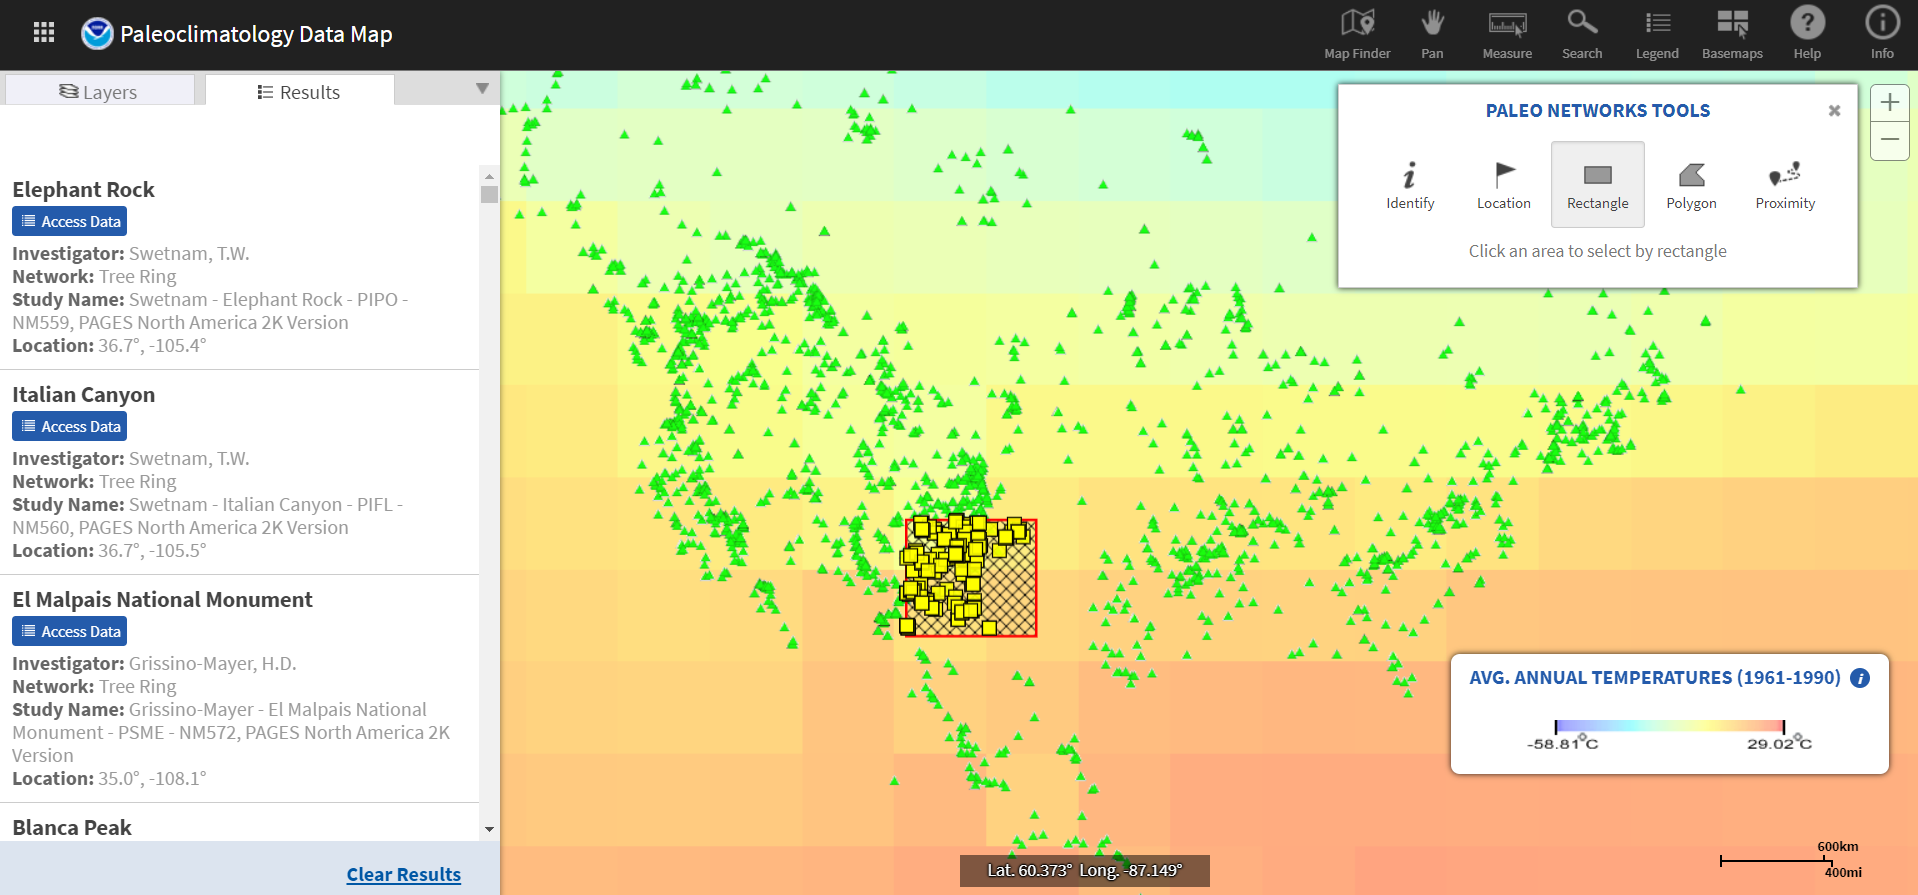 Paleoclimatology Data Map
Map Finder
Pan
Measure
Search
Legend
Basemaps
Help
Info
Layers
Results
Elephant Rock
Access Data
Investigator: Swetnam, T.W.
Network: Tree Ring
Study Name: Swetnam - Elephant Rock - PIPO -
NM559, PAGES North America 2K Version
Location: 36.7°, -105.4°
Italian Canyon
Access Data
Investigator: Swetnam, T.W.
Network: Tree Ring
Study Name: Swetnam - Italian Canyon - PIFL -
NM560, PAGES North America 2K Version
Location: 36.7°, -105.5°
El Malpais National Monument
Access Data
Investigator: Grissino-Mayer, H.D.
Network: Tree Ring
Study Name: Grissino-Mayer - El Malpais National
Monument - PSME - NM572, PAGES North America 2K
Version
Location: 35.0°, -108.1°
Blanca Peak
Clear Results
PALEO NETWORKS TOOLS
Identify
Location
Rectangle
Polygon
Proximity
Click an area to select by rectangle
AVG. ANNUAL TEMPERATURES (1961-1990)
-58.81°C
29.02°C
Lat. 60.373° Long. -87.149°
600km
400mi